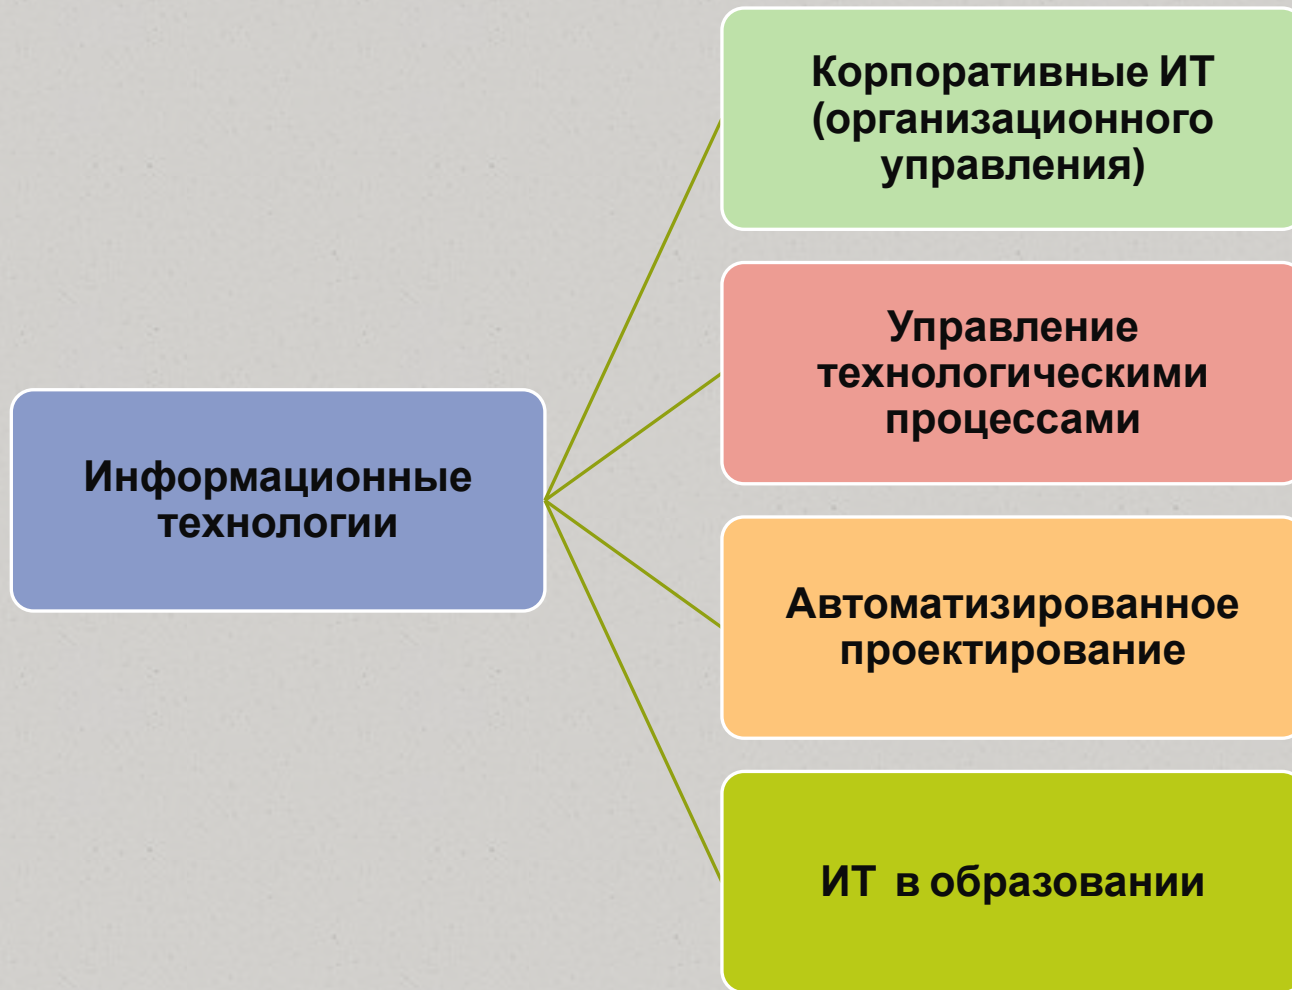 Информационные
технологии
Корпоративные ИТ
(организационного
управления)
Управление
технологическими
процессами
Автоматизированное
проектирование
ИТ в образовании